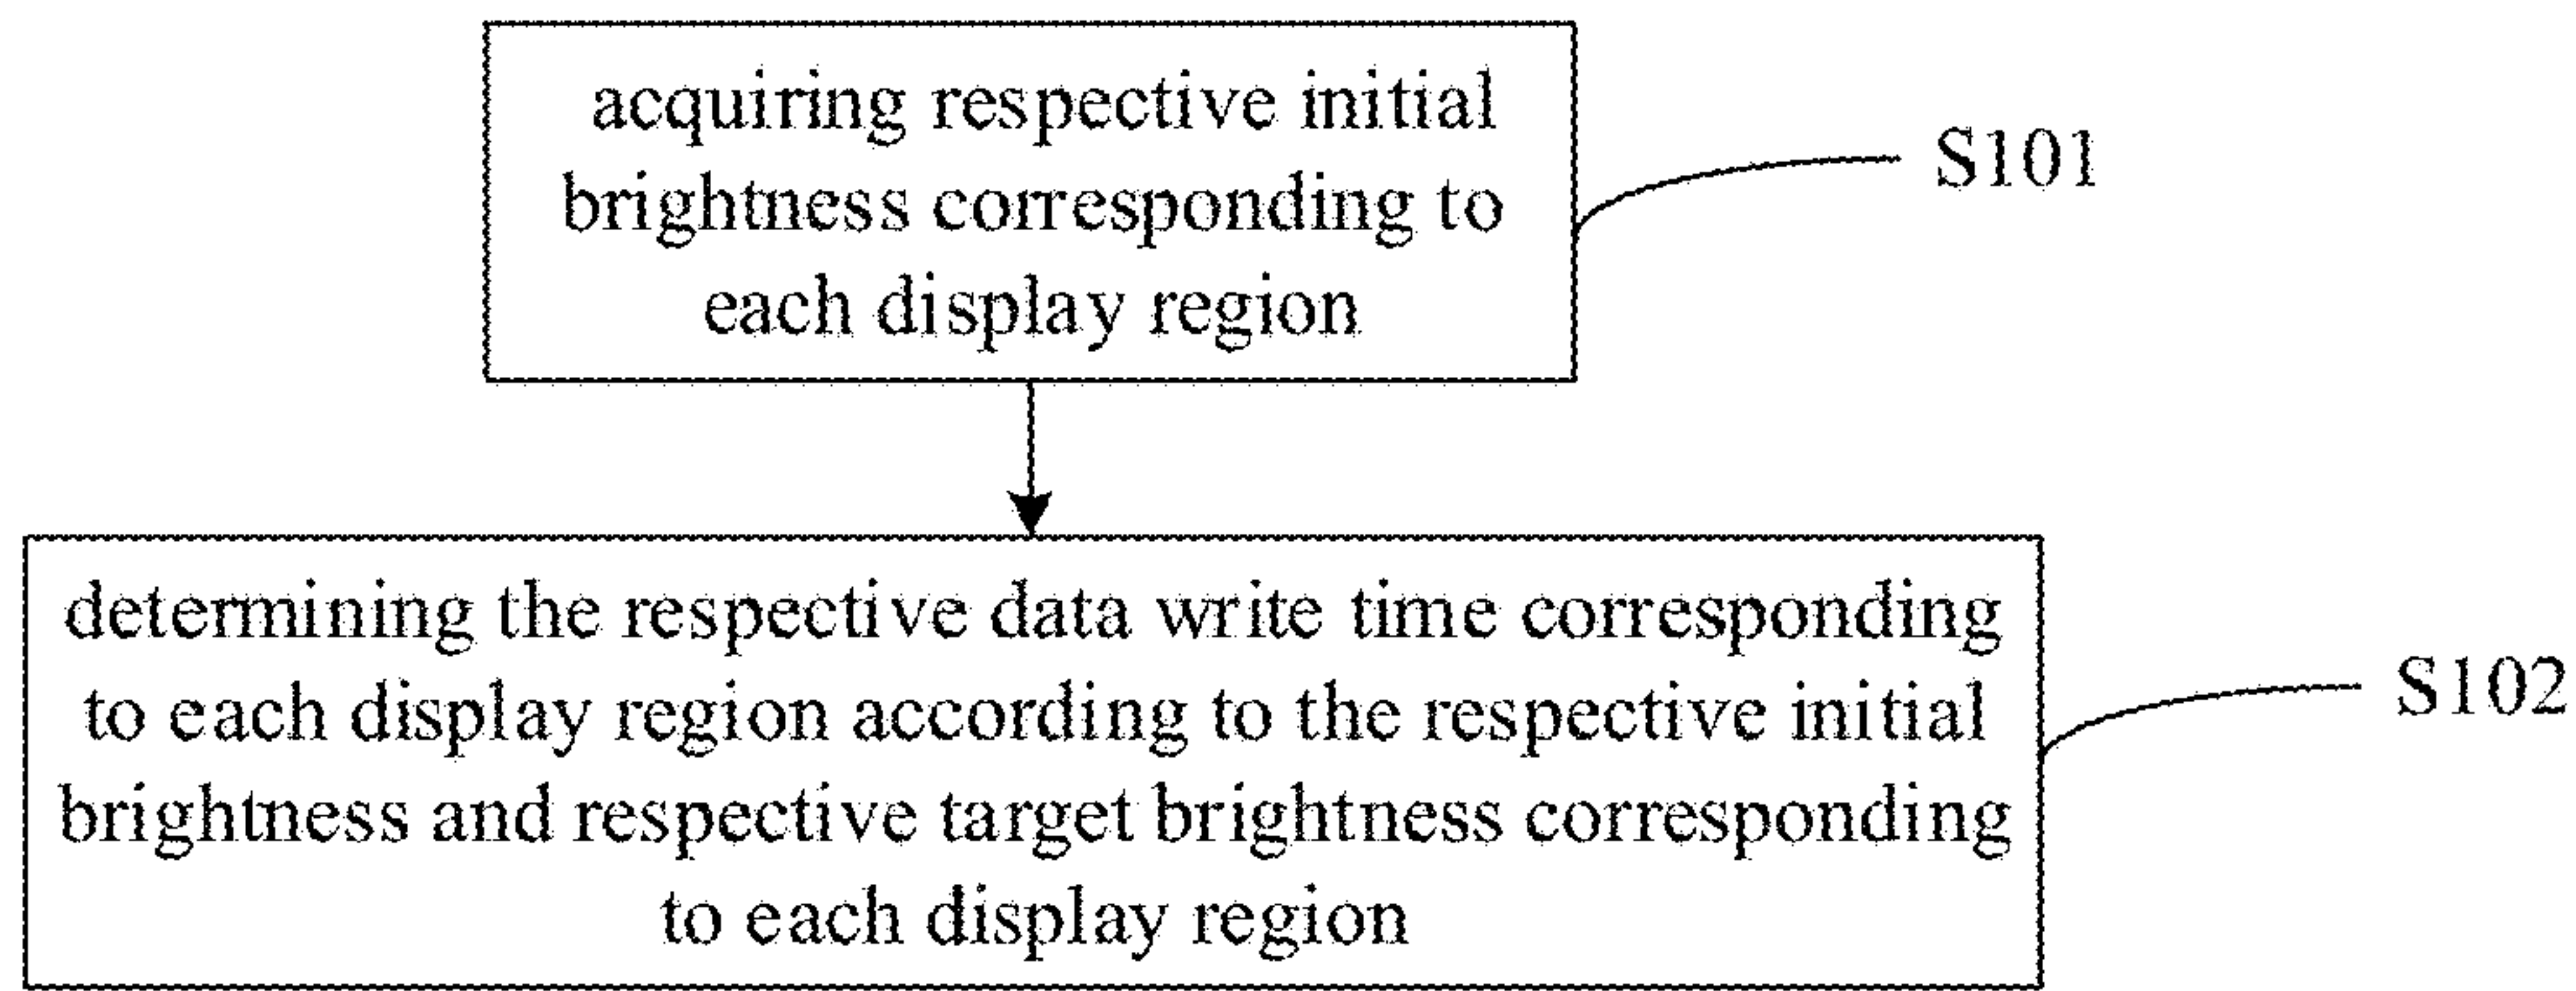 acquiring respective initial
brightness corresponding to
each display region
S101
determining the respective data write time corresponding
to each display region according to the respective initial
brightness and respective target brightness corresponding
to each display region
S102